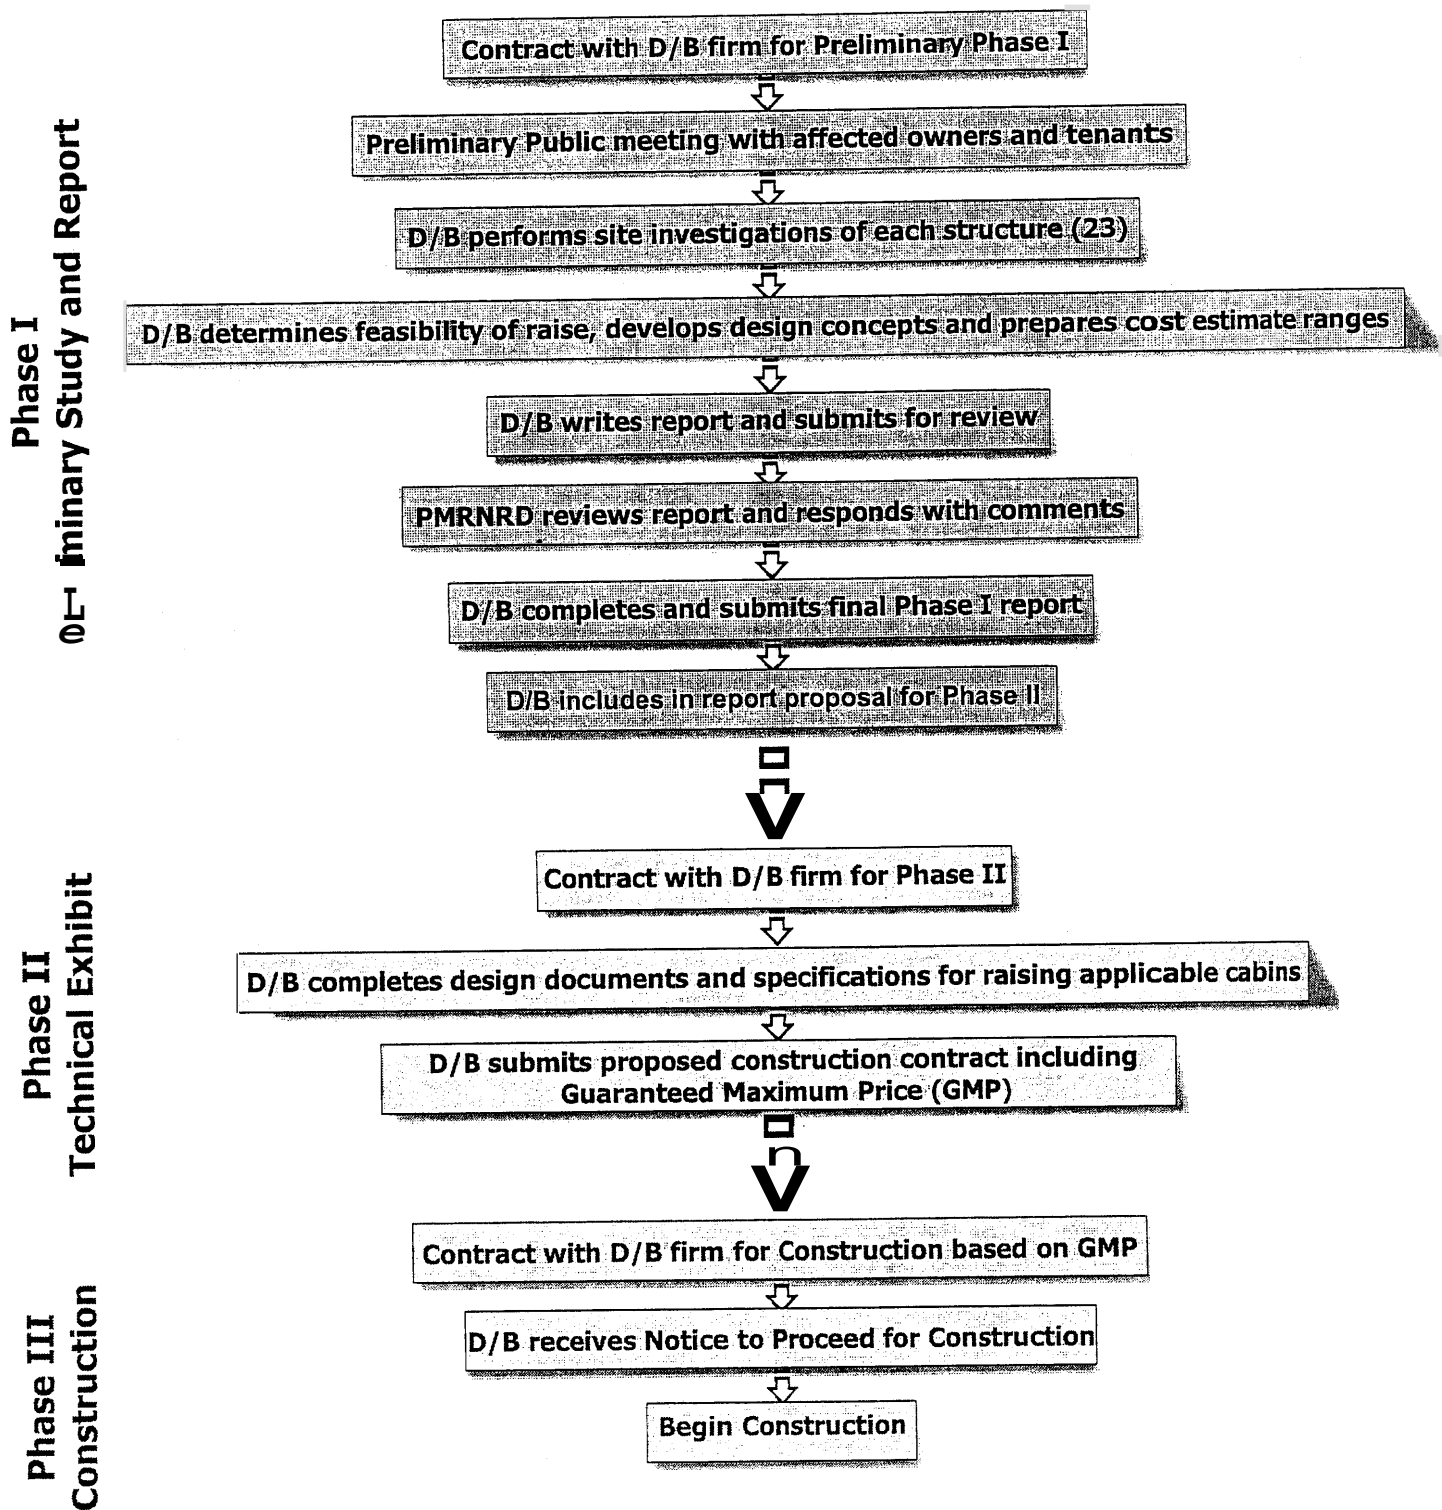 Contract with D/B firm for Preliminary Phase I
Preliminary Public meeting with affected owners and tenants
D/B performs site investigations of each structure (23)
D/B determines feasibility of raise, develops design concepts and prepares cost estimate ranges
D/B writes report and submits for review
PMRNRD reviews report and responds with comments
D/B completes and submits final Phase I report
D/B includes in report proposal for Phase II
Phase I
iminary Study and Report
Contract with D/B firm for Phase II
D/B completes design documents and specifications for raising applicable cabins
D/B submits proposed construction contract including
Guaranteed Maximum Price (GMP)
Phase II
Technical Exhibit
Contract with D/B firm for Construction based on GMP
D/B receives Notice to Proceed for Construction
Begin Construction
Phase III
Construction